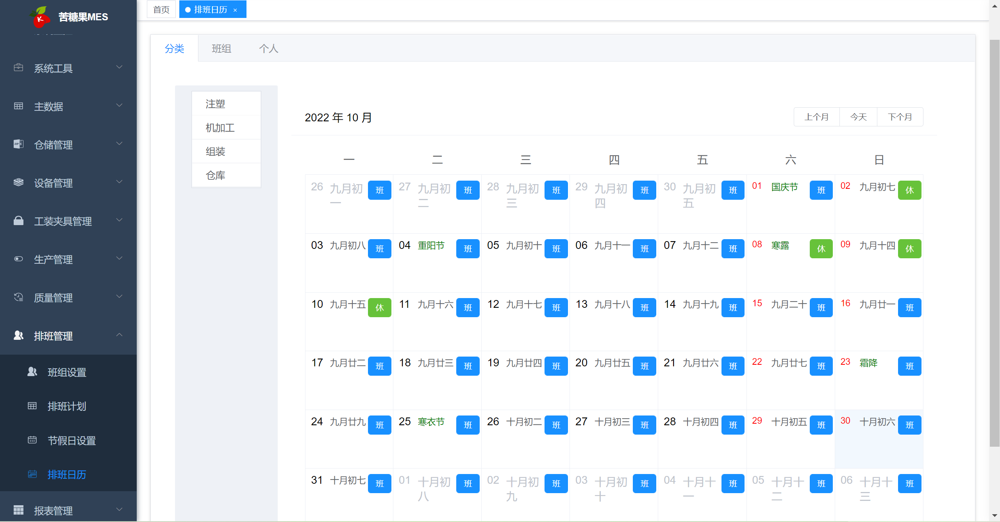 苦糖果MES
系统工具
主数据
仓储管理
设备管理
工装夹具管理
生产管理
质量管理
排班管理
班组设置
排班计划
节假日设置
排班日历
报表管理
首页 排班日历 ×
分类 班组 个人
注塑
机加工
组装
仓库
2022 年 10 月 上个月 今天 下个月
一 二 三 四 五 六 日
26 九月初一 班 27 九月初二 班 28 九月初三 班 29 九月初四 班 30 九月初五 班 01 国庆节 班 02 九月初七 休
03 九月初八 班 04 重阳节 班 05 九月初十 班 06 九月十一 班 07 九月十二 班 08 寒露 休 09 九月十四 休
10 九月十五 休 11 九月十六 班 12 九月十七 班 13 九月十八 班 14 九月十九 班 15 九月二十 班 16 九月廿一 班
17 九月廿二 班 18 九月廿三 班 19 九月廿四 班 20 九月廿五 班 21 九月廿六 班 22 九月廿七 班 23 霜降 班
24 九月廿九 班 25 寒衣节 班 26 十月初二 班 27 十月初三 班 28 十月初四 班 29 十月初五 班 30 十月初六 班
31 十月初七 班 01 十月初八 班 02 十月初九 班 03 十月初十 班 04 十月十一 班 05 十月十二 班 06 十月十三 班